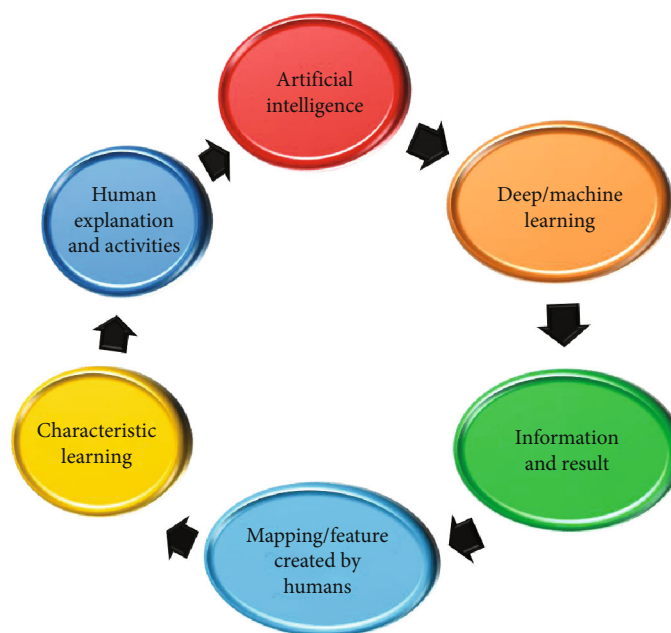 Artificial
intelligence
Deep/machine
learning
Information
and result
Mapping/feature
created by
humans
Characteristic
learning
Human
explanation
and activities